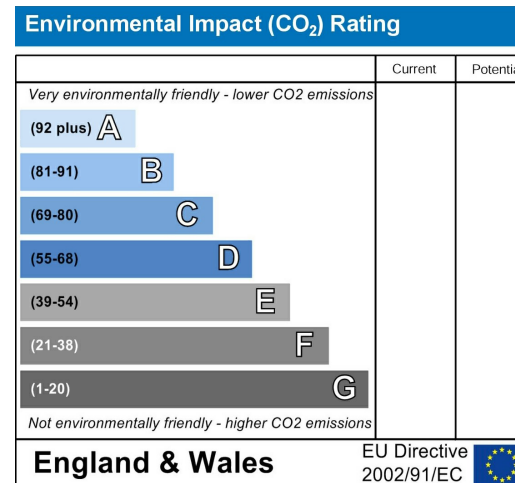 Environmental Impact (CO₂) Rating
Current Potentia
Very environmentally friendly - lower CO2 emissions
(92 plus) A
(81-91) B
(69-80) C
(55-68) D
(39-54) E
(21-38) F
(1-20) G
Not environmentally friendly - higher CO2 emissions
England & Wales
EU Directive
2002/91/EC